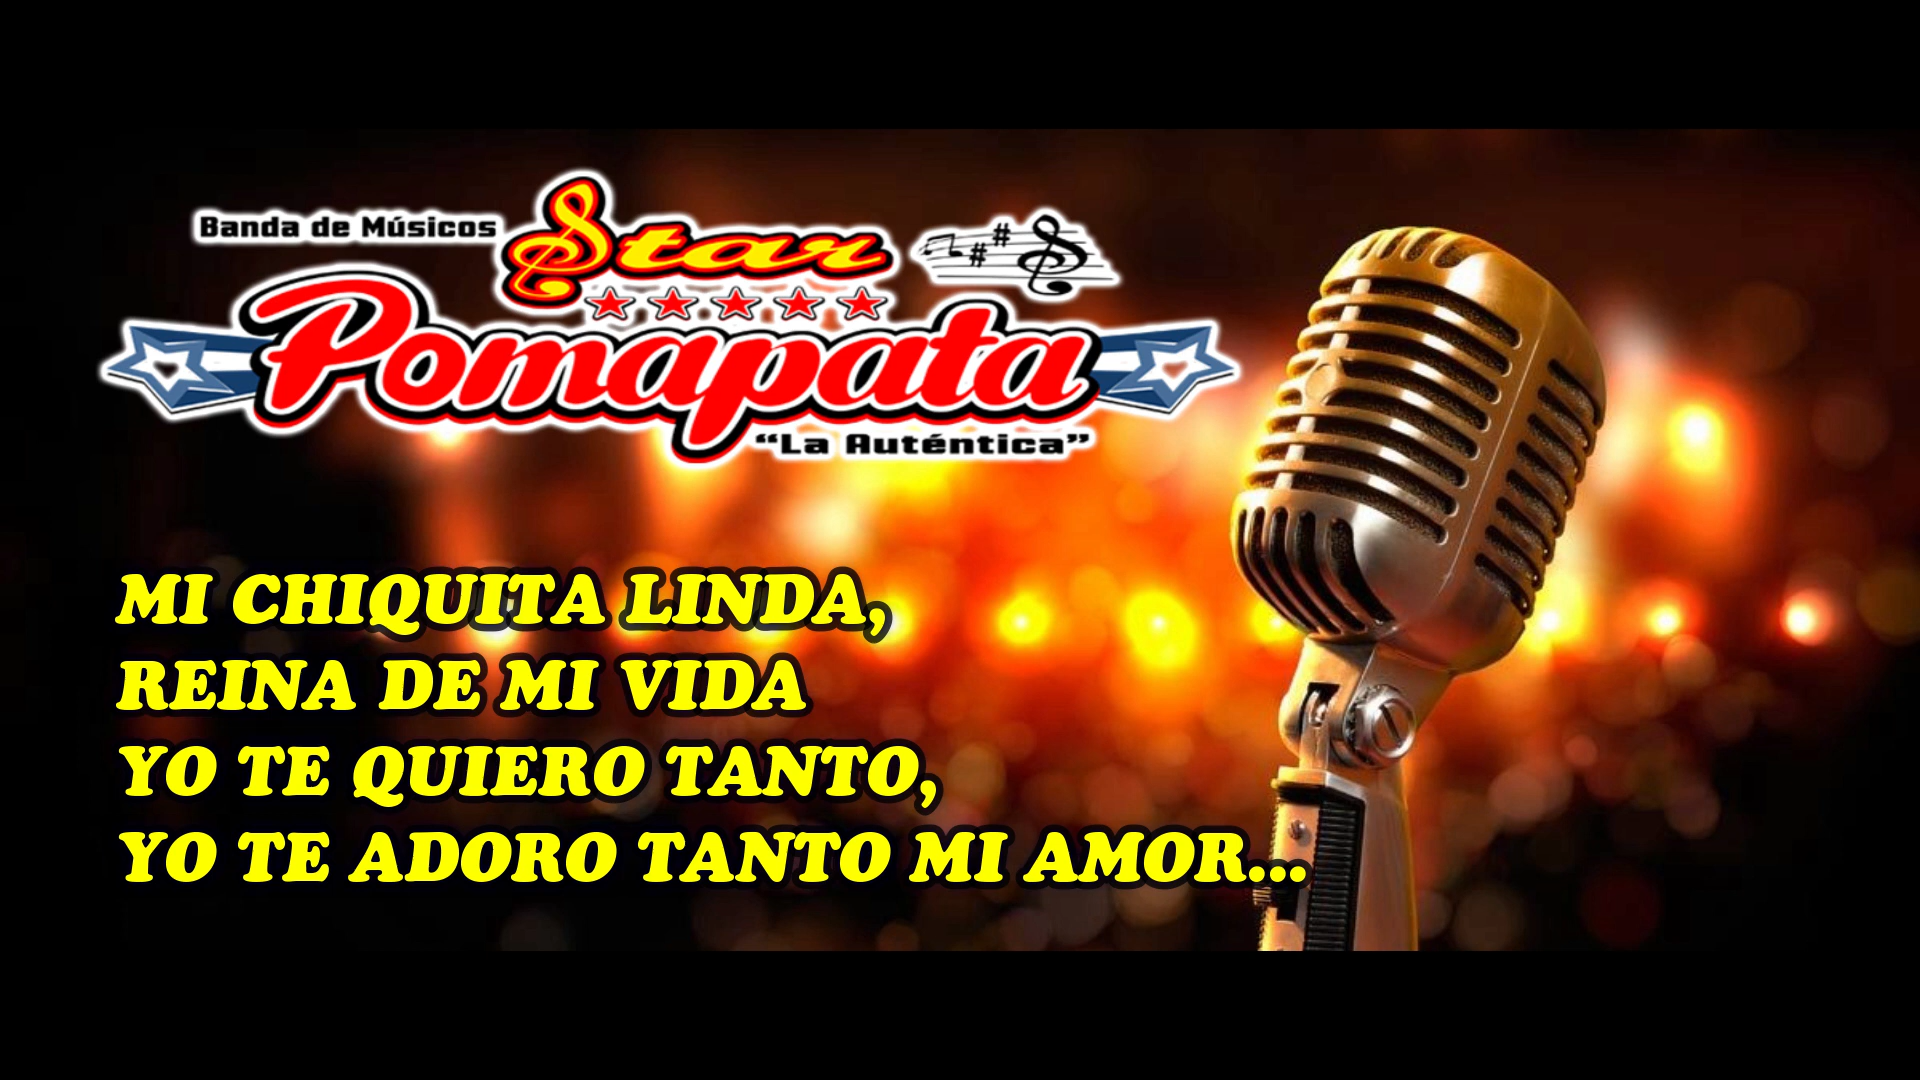 Banda de Músicos Star
Pomapata
“La Auténtica”
MI CHIQUITA LINDA,
REINA DE MI VIDA
YO TE QUIERO TANTO,
YO TE ADORO TANTO MI AMOR...